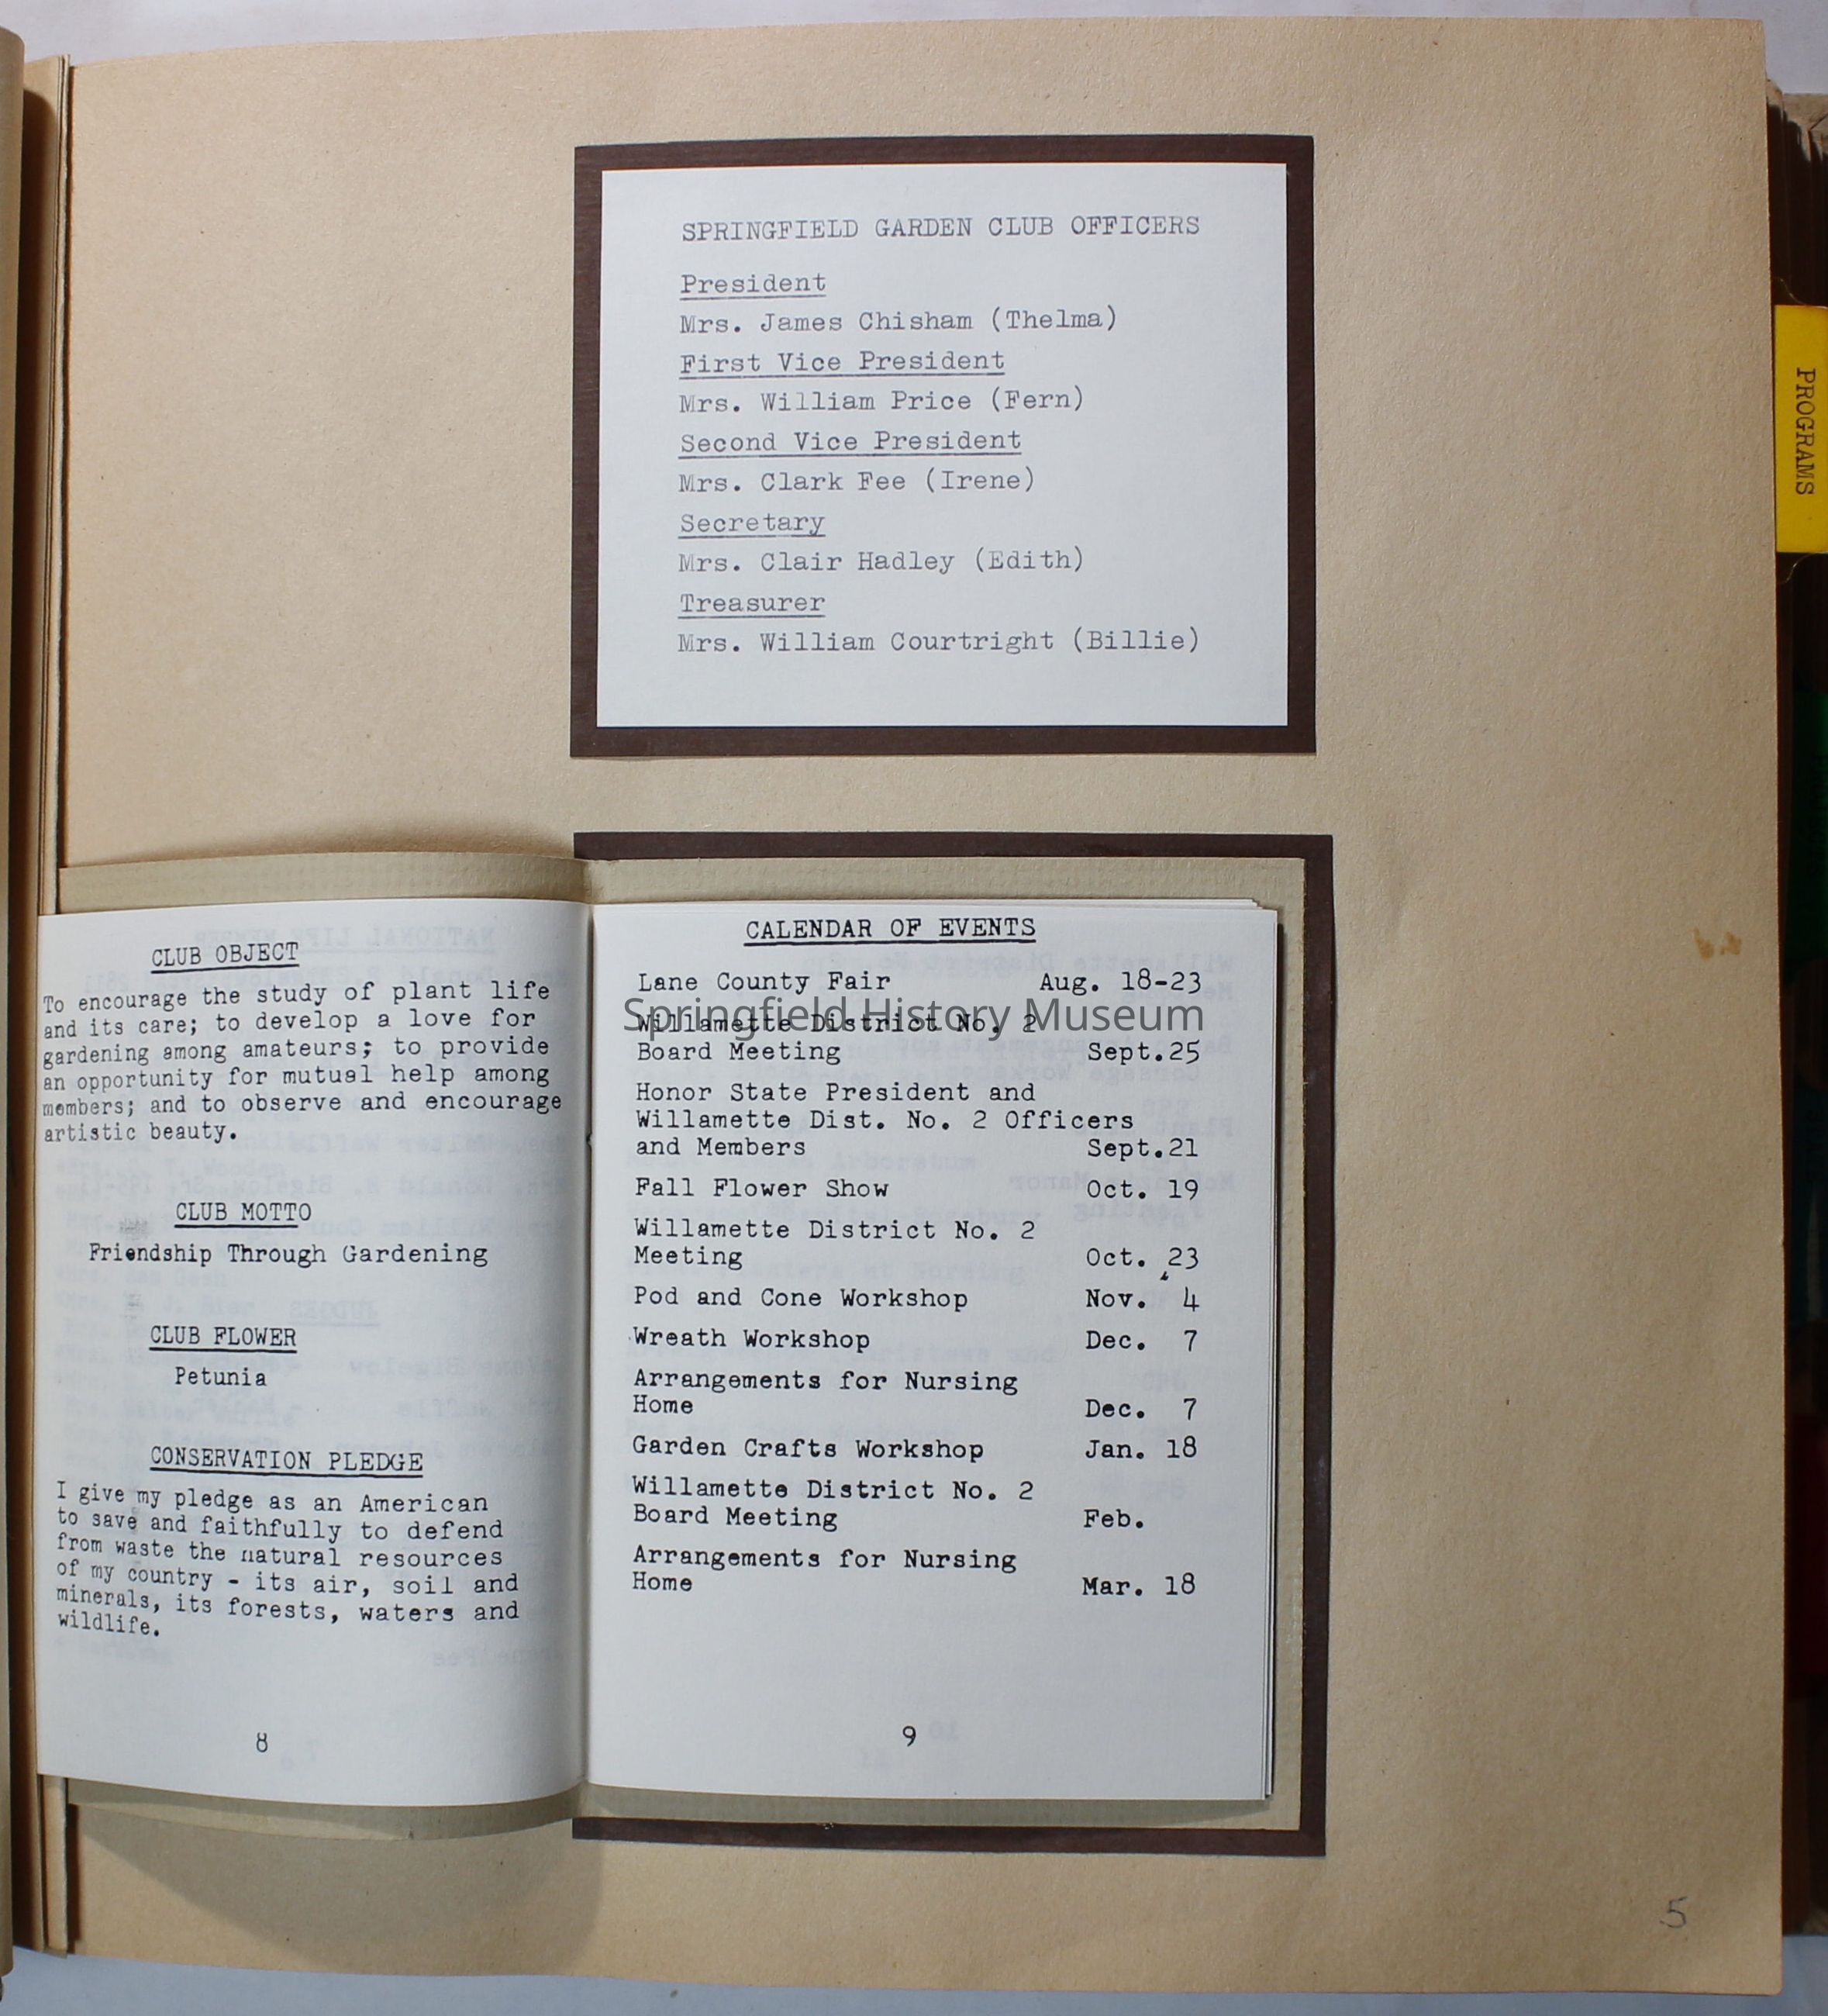 SPRINGFIELD GARDEN CLUB OFFICERS
President
Mrs. James Chisham (Thelma)
First Vice President
Mrs. William Price (Fern)
Second Vice President
Mrs. Clark Fee (Irene)
Secretary
Mrs. Clair Hadley (Edith)
Treasurer
Mrs. William Courtright (Billie)
PROGRAMS
CLUB OBJECT
To encourage the study of plant life
and its care; to develop a love for
gardening among amateurs; to provide
an opportunity for mutual help among
members; and to observe and encourage
artistic beauty.
CLUB MOTTO
Friendship Through Gardening
CLUB FLOWER
Petunia
CONSERVATION PLEDGE
I give my pledge as an American
to save and faithfully to defend
from waste the natural resources
of my country - its air, soil and
minerals, its forests, waters and
wildlife.
8
CALENDAR OF EVENTS
Lane County Fair Aug. 18-23
Springfield History Museum
Willamette District No. 2
Board Meeting Sept.25
Honor State President and
Willamette Dist. No. 2 Officers
and Members Sept.21
Fall Flower Show Oct. 19
Willamette District No. 2
Meeting Oct. 23
Pod and Cone Workshop Nov. 4
Wreath Workshop Dec. 7
Arrangements for Nursing
Home Dec. 7
Garden Crafts Workshop Jan. 18
Willamette District No. 2
Board Meeting Feb.
Arrangements for Nursing
Home Mar. 18
9
5